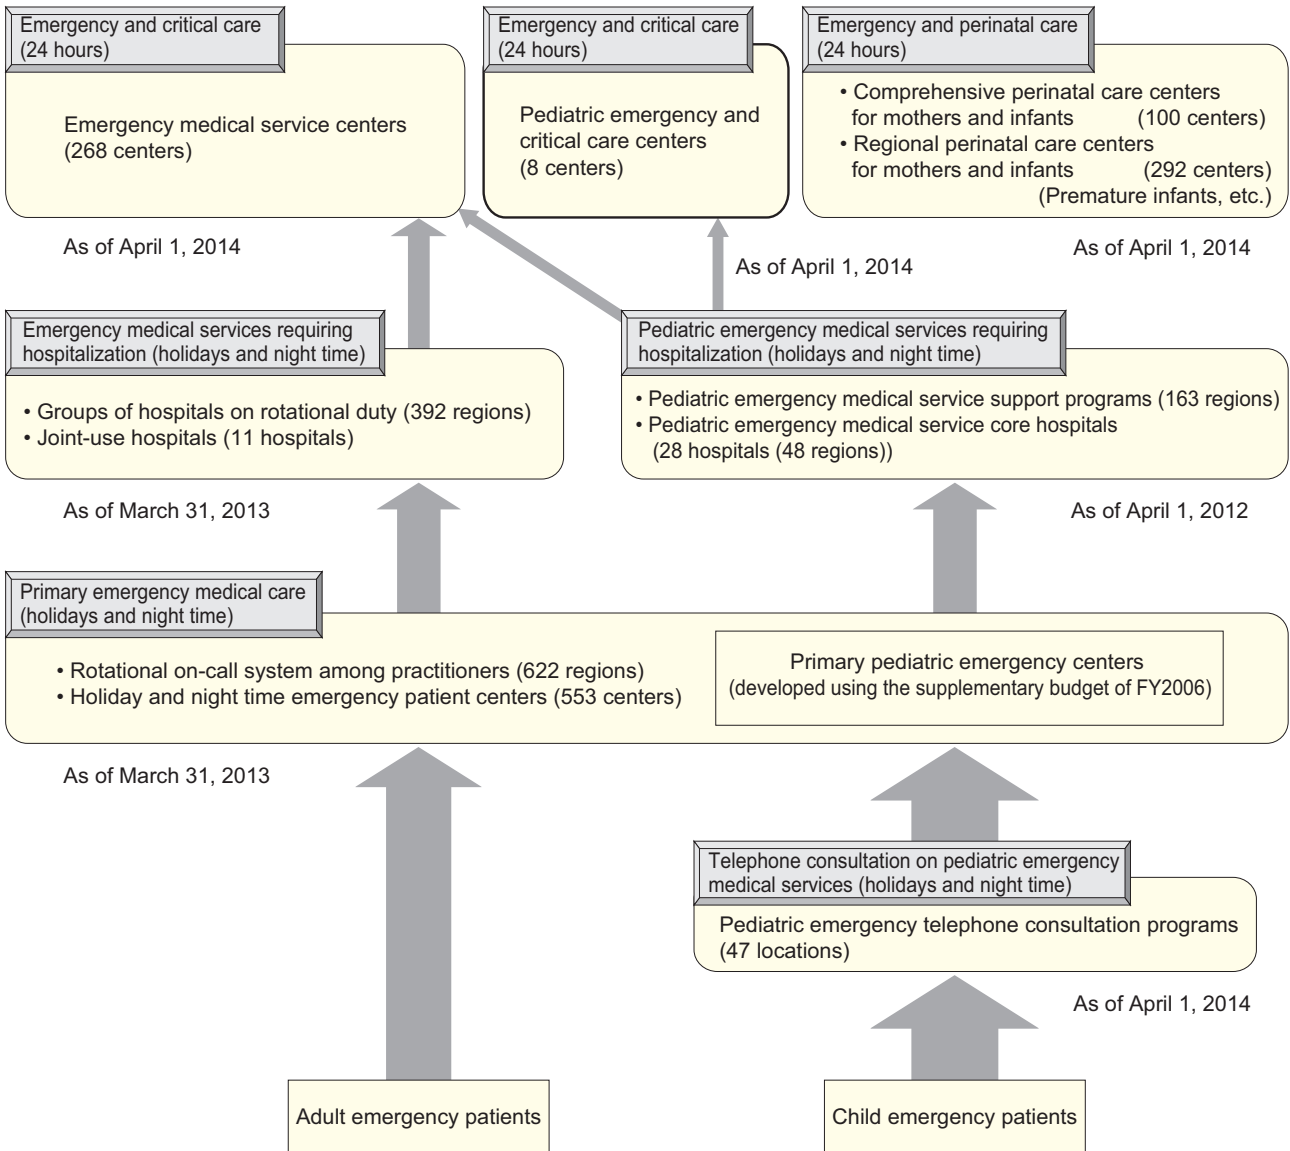 Emergency and critical care
(24 hours)
Emergency medical service centers
(268 centers)
As of April 1, 2014
Emergency and critical care
(24 hours)
Pediatric emergency and
critical care centers
(8 centers)
As of April 1, 2014
Emergency and perinatal care
(24 hours)
• Comprehensive perinatal care centers
for mothers and infants (100 centers)
• Regional perinatal care centers
for mothers and infants (292 centers)
(Premature infants, etc.)
As of April 1, 2014
Emergency medical services requiring
hospitalization (holidays and night time)
• Groups of hospitals on rotational duty (392 regions)
• Joint-use hospitals (11 hospitals)
As of March 31, 2013
Pediatric emergency medical services requiring
hospitalization (holidays and night time)
• Pediatric emergency medical service support programs (163 regions)
• Pediatric emergency medical service core hospitals
(28 hospitals (48 regions))
As of April 1, 2012
Primary emergency medical care
(holidays and night time)
• Rotational on-call system among practitioners (622 regions)
• Holiday and night time emergency patient centers (553 centers)
Primary pediatric emergency centers
(developed using the supplementary budget of FY2006)
As of March 31, 2013
Telephone consultation on pediatric emergency
medical services (holidays and night time)
Pediatric emergency telephone consultation programs
(47 locations)
As of April 1, 2014
Adult emergency patients
Child emergency patients